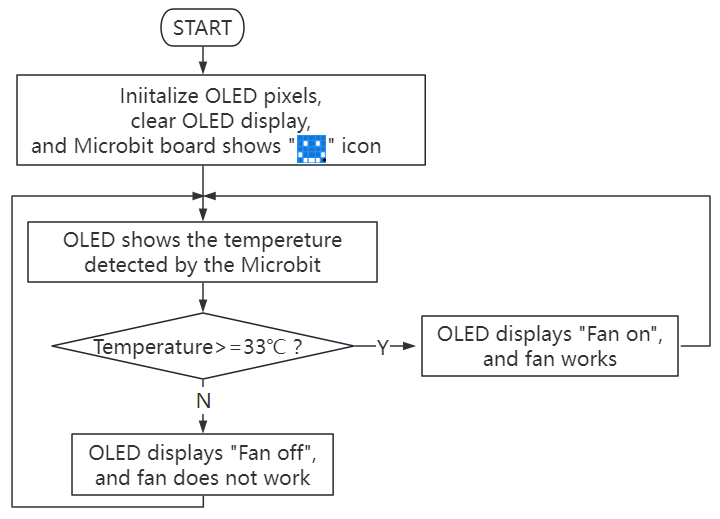 START
Iniitalize OLED pixels,
clear OLED display,
and Microbit board shows "" icon
OLED shows the tempereture
detected by the Microbit
Temperature>=33℃ ?
Y
OLED displays "Fan on",
and fan works
N
OLED displays "Fan off",
and fan does not work